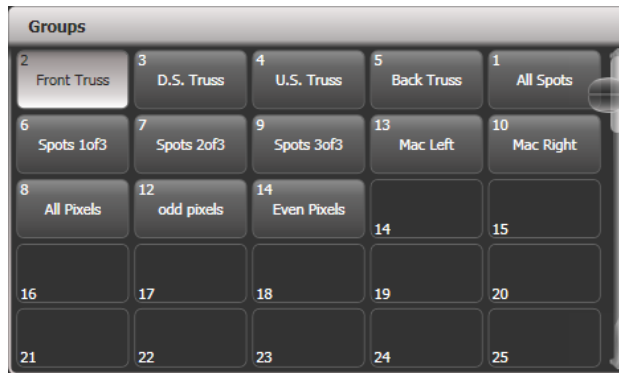 Groups
2 3 4 5 1
Front Truss D.S. Truss U.S. Truss Back Truss All Spots
6 7 9 13 10
Spots 1of3 Spots 2of3 Spots 3of3 Mac Left Mac Right
8 12 14
All Pixels odd pixels Even Pixels
14 15
16 17 18 19 20
21 22 23 24 25